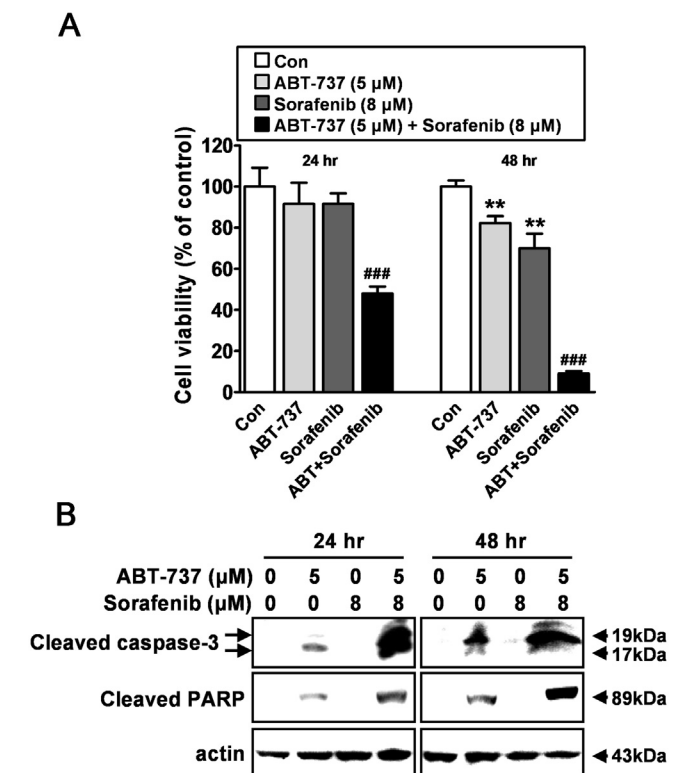 A
Con
ABT-737 (5 µM)
Sorafenib (8 µM)
ABT-737 (5 µM) + Sorafenib (8 µM)
24 hr 48 hr
Cell viability (% of control)
120
100
80
60
40
20
0
** **
### ###
Con ABT-737 Sorafenib ABT+Sorafenib Con ABT-737 Sorafenib ABT+Sorafenib
B
24 hr 48 hr
ABT-737 (µM) 0 5 0 5 0 5 0 5
Sorafenib (µM) 0 0 8 8 0 0 8 8
Cleaved caspase-3 19kDa
17kDa
Cleaved PARP 89kDa
actin 43kDa